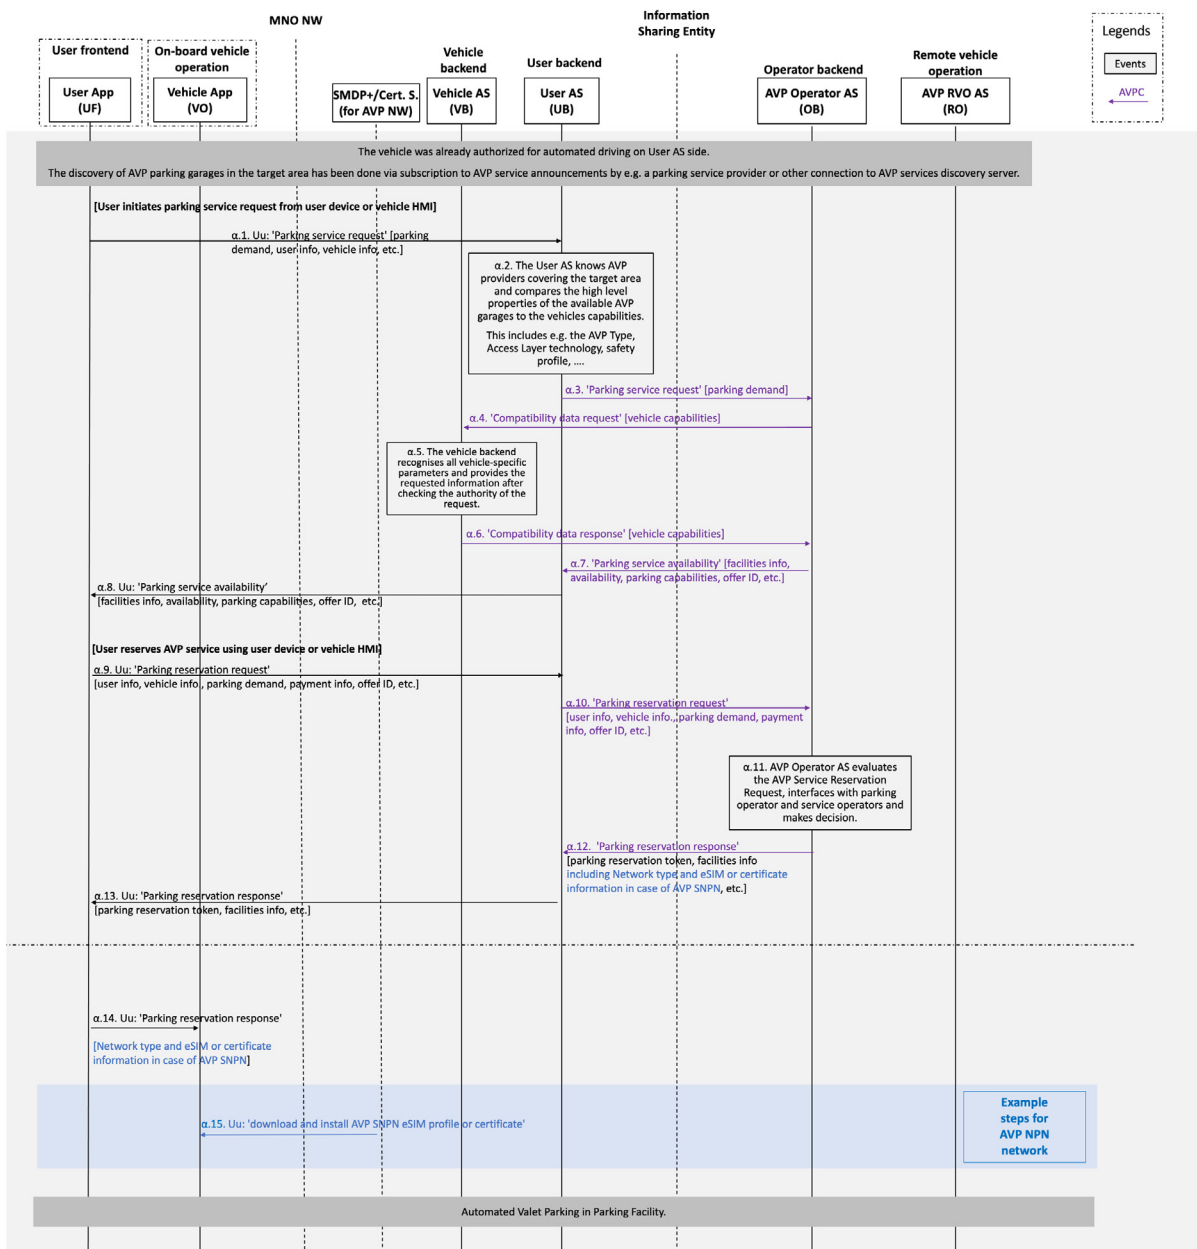 MNO NW
Information
Sharing Entity
Legends
Events
AVPC
User frontend
On-board vehicle
operation
Vehicle
backend
User backend
Operator backend
Remote vehicle
operation
User App
(UF)
Vehicle App
(VO)
SMDP+/Cert. S.
(for AVP NW)
Vehicle AS
(VB)
User AS
(UB)
AVP Operator AS
(OB)
AVP RVO AS
(RO)
The vehicle was already authorized for automated driving on User AS side.
The discovery of AVP parking garages in the target area has been done via subscription to AVP service announcements by e.g. a parking service provider or other connection to AVP services discovery server.
[User initiates parking service request from user device or vehicle HMI]
α.1. Uu: 'Parking service request' [parking
demand, user info, vehicle info, etc.]
α.2. The User AS knows AVP
providers covering the target area
and compares the high level
properties of the available AVP
garages to the vehicles capabilities.
This includes e.g. the AVP Type,
Access Layer technology, safety
profile, ....
α.3. 'Parking service request' [parking demand]
α.4. 'Compatibility data request' [vehicle capabilities]
α.5. The vehicle backend
recognises all vehicle-specific
parameters and provides the
requested information after
checking the authority of the
request.
α.6. 'Compatibility data response' [vehicle capabilities]
α.7. 'Parking service availability' [facilities info,
availability, parking capabilities, offer ID, etc.]
α.8. Uu: 'Parking service availability'
[facilities info, availability, parking capabilities, offer ID, etc.]
[User reserves AVP service using user device or vehicle HMI]
α.9. Uu: 'Parking reservation request'
[user info, vehicle info., parking demand, payment info, offer ID, etc.]
α.10. 'Parking reservation request'
[user info, vehicle info., parking demand, payment
info, offer ID, etc.]
α.11. AVP Operator AS evaluates
the AVP Service Reservation
Request, interfaces with parking
operator and service operators and
makes decision.
α.12. 'Parking reservation response'
[parking reservation token, facilities info
including Network type and eSIM or certificate
information in case of AVP SNPN, etc.]
α.13. Uu: 'Parking reservation response'
[parking reservation token, facilities info, etc.]
α.14. Uu: 'Parking reservation response'
[Network type and eSIM or certificate
information in case of AVP SNPN]
Example
steps for
AVP NPN
network
α.15. Uu: 'download and install AVP SNPN eSIM profile or certificate'
Automated Valet Parking in Parking Facility.